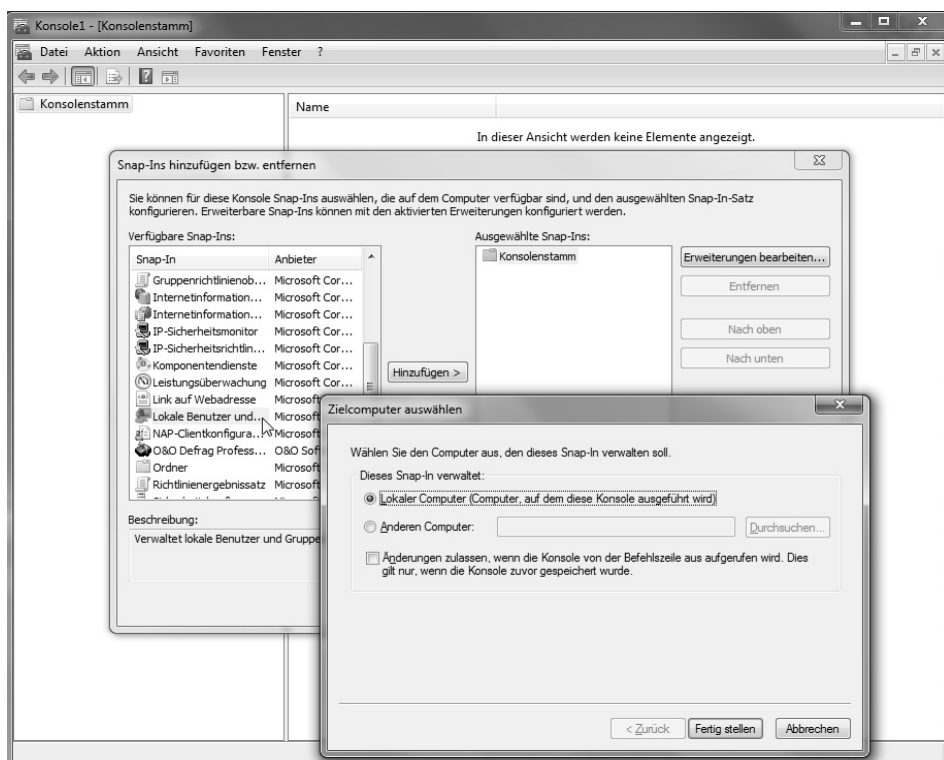 Konsole1 - [Konsolenstamm]
Datei Aktion Ansicht Favoriten Fenster ?
Konsolenstamm
Name
In dieser Ansicht werden keine Elemente angezeigt.
Snap-Ins hinzufügen bzw. entfernen
Sie können für diese Konsole Snap-Ins auswählen, die auf dem Computer verfügbar sind, und den ausgewählten Snap-In-Satz
konfigurieren. Erweiterbare Snap-Ins können mit den aktivierten Erweiterungen konfiguriert werden.
Verfügbare Snap-Ins:
Snap-In Anbieter
Gruppenrichtlinienob... Microsoft Cor...
Internetinformation... Microsoft Cor...
Internetinformation... Microsoft Cor...
IP-Sicherheitsmonitor Microsoft Cor...
IP-Sicherheitsrichtlin... Microsoft Cor...
Komponentendienste Microsoft Cor...
Leistungsüberwachung Microsoft Cor...
Link auf Webadresse Microsoft
Lokale Benutzer und... Microsoft
NAP-Clientkonfigura... Microsoft
O&O Defrag Profess... O&O Sof
Ordner Microsoft
Richtlinienergebnissatz Microsoft
Hinzufügen >
Ausgewählte Snap-Ins:
Konsolenstamm
Erweiterungen bearbeiten...
Entfernen
Nach oben
Nach unten
Beschreibung:
Verwaltet lokale Benutzer und Gruppe
Zielcomputer auswählen
Wählen Sie den Computer aus, den dieses Snap-In verwalten soll.
Dieses Snap-In verwaltet:
Lokaler Computer (Computer, auf dem diese Konsole ausgeführt wird)
Anderen Computer:
Durchsuchen...
Änderungen zulassen, wenn die Konsole von der Befehlszeile aus aufgerufen wird. Dies
gilt nur, wenn die Konsole zuvor gespeichert wurde.
< Zurück Fertig stellen Abbrechen